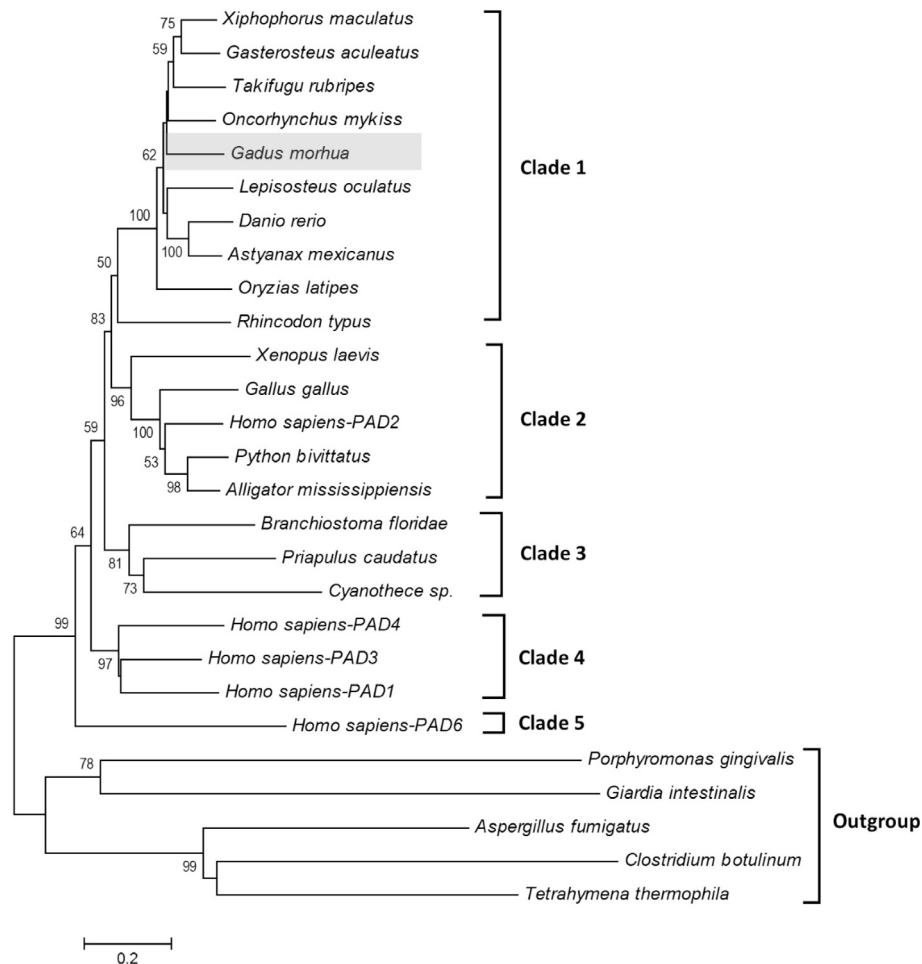 75
Xiphophorus maculatus
59
Gasterosteus aculeatus
Takifugu rubripes
Oncorhynchus mykiss
62
Gadus morhua
Clade 1
Lepisosteus oculatus
100
Danio rerio
100
Astyanax mexicanus
50
Oryzias latipes
83
Rhincodon typus
Xenopus laevis
96
Gallus gallus
59
100
Homo sapiens-PAD2
Clade 2
53
Python bivittatus
98
Alligator mississippiensis
64
Branchiostoma floridae
81
Priapulus caudatus
Clade 3
73
Cyanothece sp.
99
Homo sapiens-PAD4
97
Homo sapiens-PAD3
Clade 4
Homo sapiens-PAD1
Homo sapiens-PAD6
Clade 5
78
Porphyromonas gingivalis
Giardia intestinalis
Outgroup
Aspergillus fumigatus
99
Clostridium botulinum
Tetrahymena thermophila
0.2